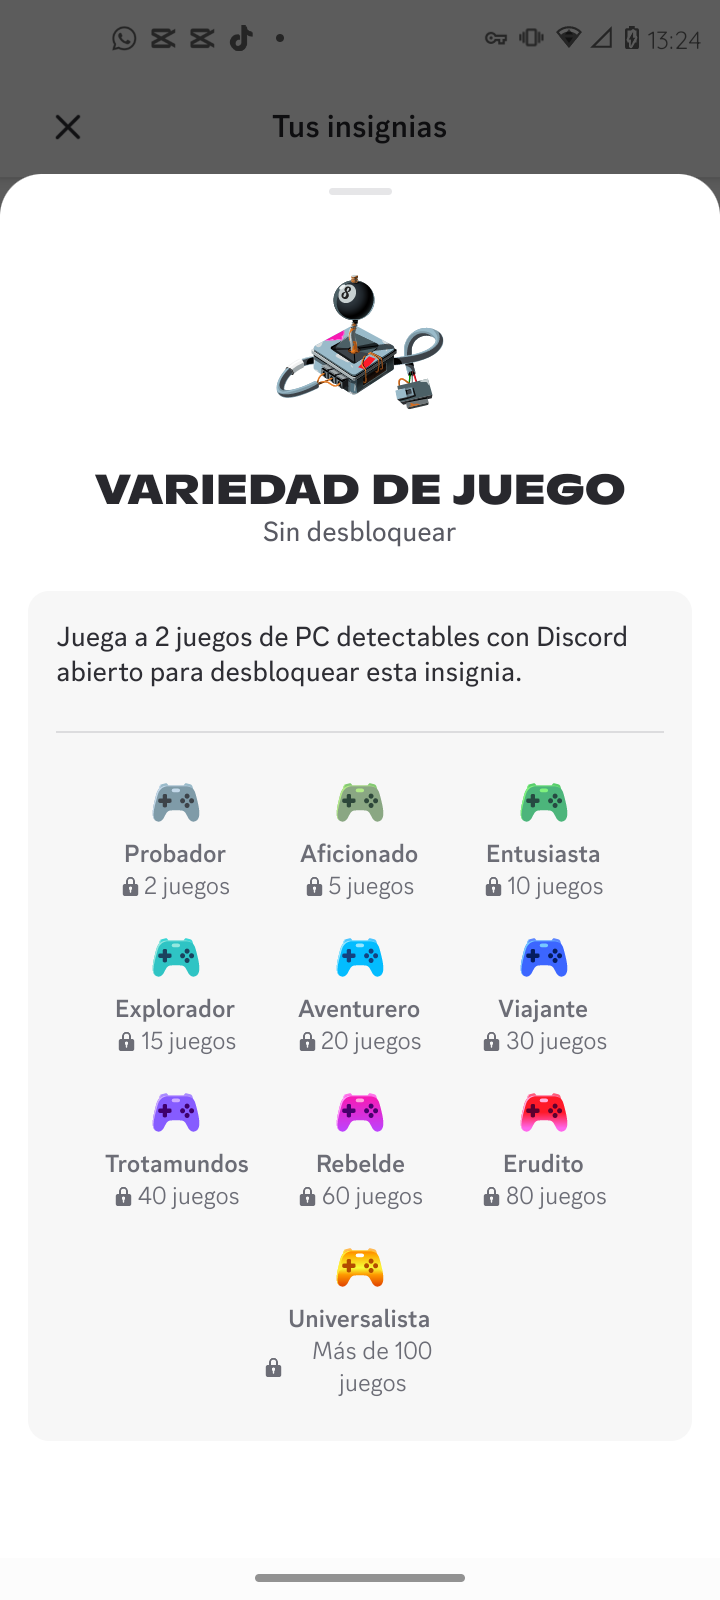 13:24
Tus insignias
8
VARIEDAD DE JUEGO
Sin desbloquear
Juega a 2 juegos de PC detectables con Discord
abierto para desbloquear esta insignia.
Probador
2 juegos
Aficionado
5 juegos
Entusiasta
10 juegos
Explorador
15 juegos
Aventurero
20 juegos
Viajante
30 juegos
Trotamundos
40 juegos
Rebelde
60 juegos
Erudito
80 juegos
Universalista
Más de 100
juegos